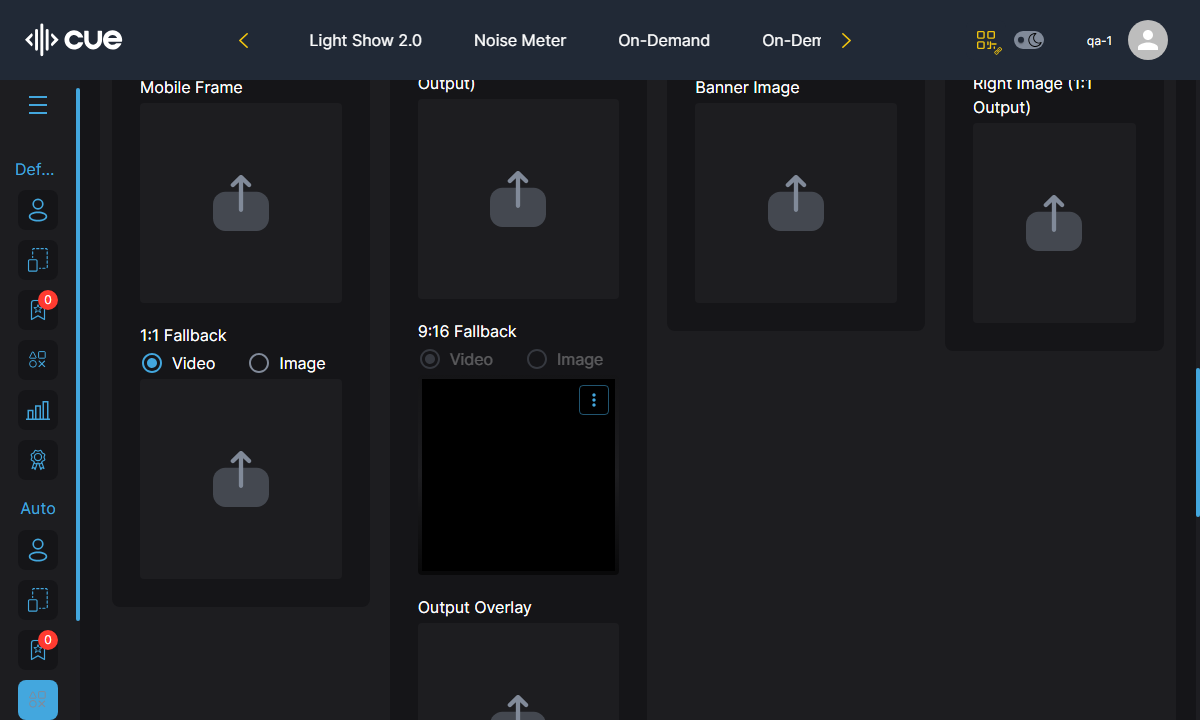 cue
Light Show 2.0
Noise Meter
On-Demand
On-Dem
qa-1
Def...
0
Auto
0
Mobile Frame
1:1 Fallback
Video
Image
Output)
9:16 Fallback
Video
Image
Output Overlay
Banner Image
Right Image (1:1
Output)